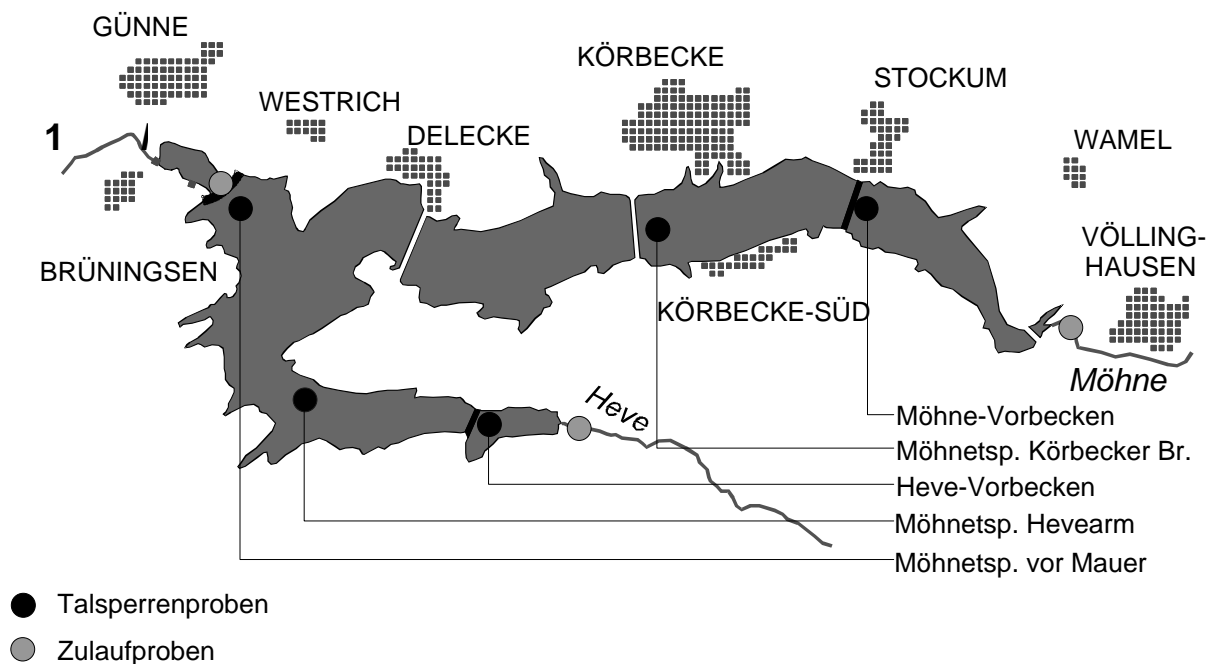 GÜNNE
KÖRBECKE
STOCKUM
WESTRICH
1
DELECKE
WAMEL
VÖLLING-
HAUSEN
BRÜNINGSEN
KÖRBECKE-SÜD
Möhne
Heve
Möhne-Vorbecken
Möhnetsp. Körbecker Br.
Heve-Vorbecken
Möhnetsp. Hevearm
Möhnetsp. vor Mauer
Talsperrenproben
Zulaufproben